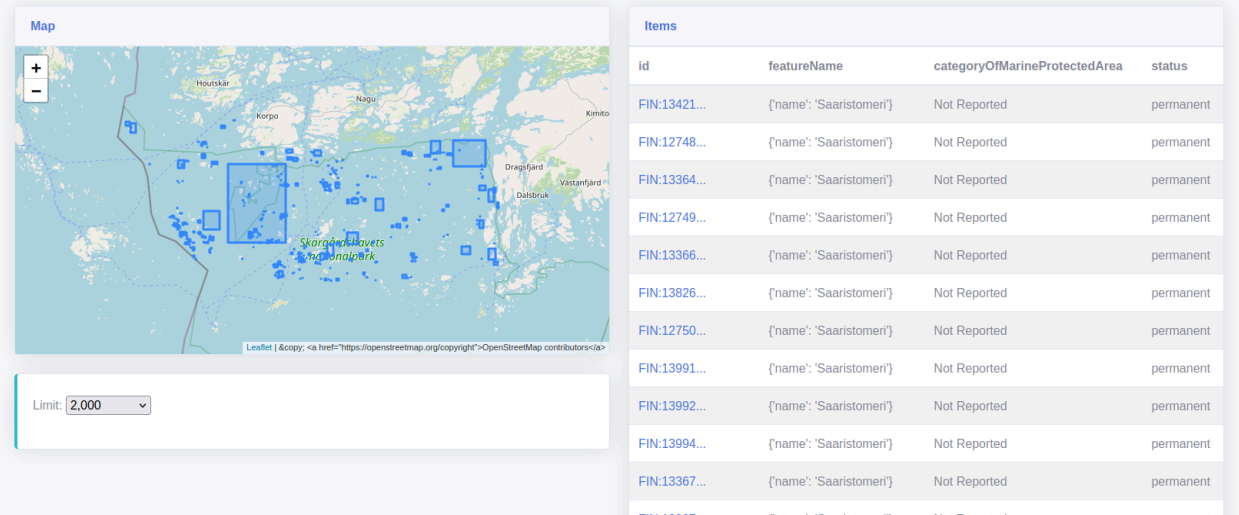 Map
+
−
Houtskär
Nagu
Korpo
Kimito
Dragsfjärd
Västanfjärd
Dalsbruk
Skärgårdshavets
nationalpark
Leaflet | &copy; <a href="https://openstreetmap.org/copyright">OpenStreetMap contributors</a>
Limit: 2,000
Items
id featureName categoryOfMarineProtectedArea status
FIN:13421... {'name': 'Saaristomeri'} Not Reported permanent
FIN:12748... {'name': 'Saaristomeri'} Not Reported permanent
FIN:13364... {'name': 'Saaristomeri'} Not Reported permanent
FIN:12749... {'name': 'Saaristomeri'} Not Reported permanent
FIN:13366... {'name': 'Saaristomeri'} Not Reported permanent
FIN:13826... {'name': 'Saaristomeri'} Not Reported permanent
FIN:12750... {'name': 'Saaristomeri'} Not Reported permanent
FIN:13991... {'name': 'Saaristomeri'} Not Reported permanent
FIN:13992... {'name': 'Saaristomeri'} Not Reported permanent
FIN:13994... {'name': 'Saaristomeri'} Not Reported permanent
FIN:13367... {'name': 'Saaristomeri'} Not Reported permanent